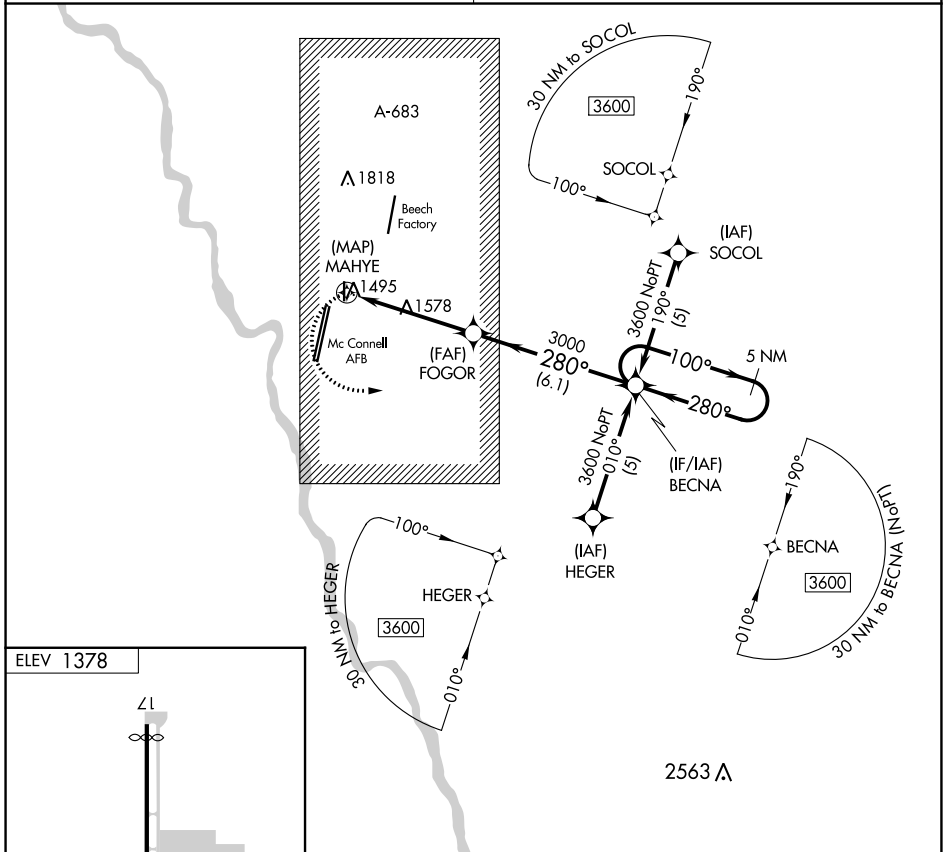 30 NM to SOCOL
3600
190°
SOCOL
100°
A-683
1818
Beech
Factory
(MAP)
MAHYE
1495
1578
Mc Connell
AFB
(FAF)
FOGOR
(IAF)
SOCOL
3600 NoPT
190°
(5)
3000
280°
(6.1)
100°
5 NM
280°
3600 NoPT
010°
(5)
(IF/IAF)
BECNA
(IAF)
HEGER
190°
BECNA
3600
010°
30 NM to BECNA (NoPT)
100°
HEGER
3600
010°
30 NM to HEGER
2563
ELEV 1378
17